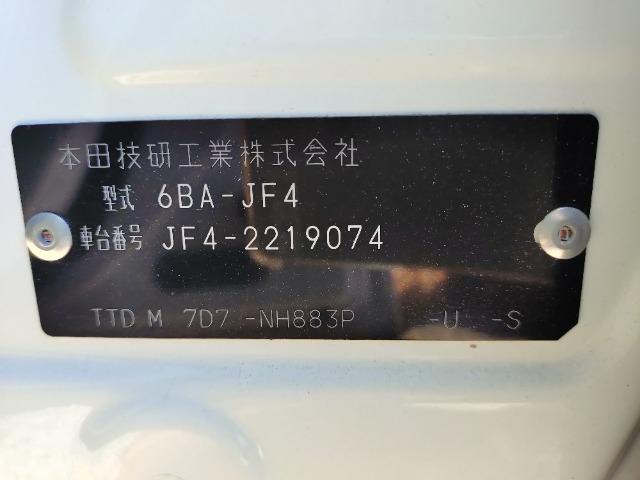 本田技研工業株式会社
型式 6BA-JF4
車台番号 JF4-2219074
TTD M 7D7 -NH883P -U -S